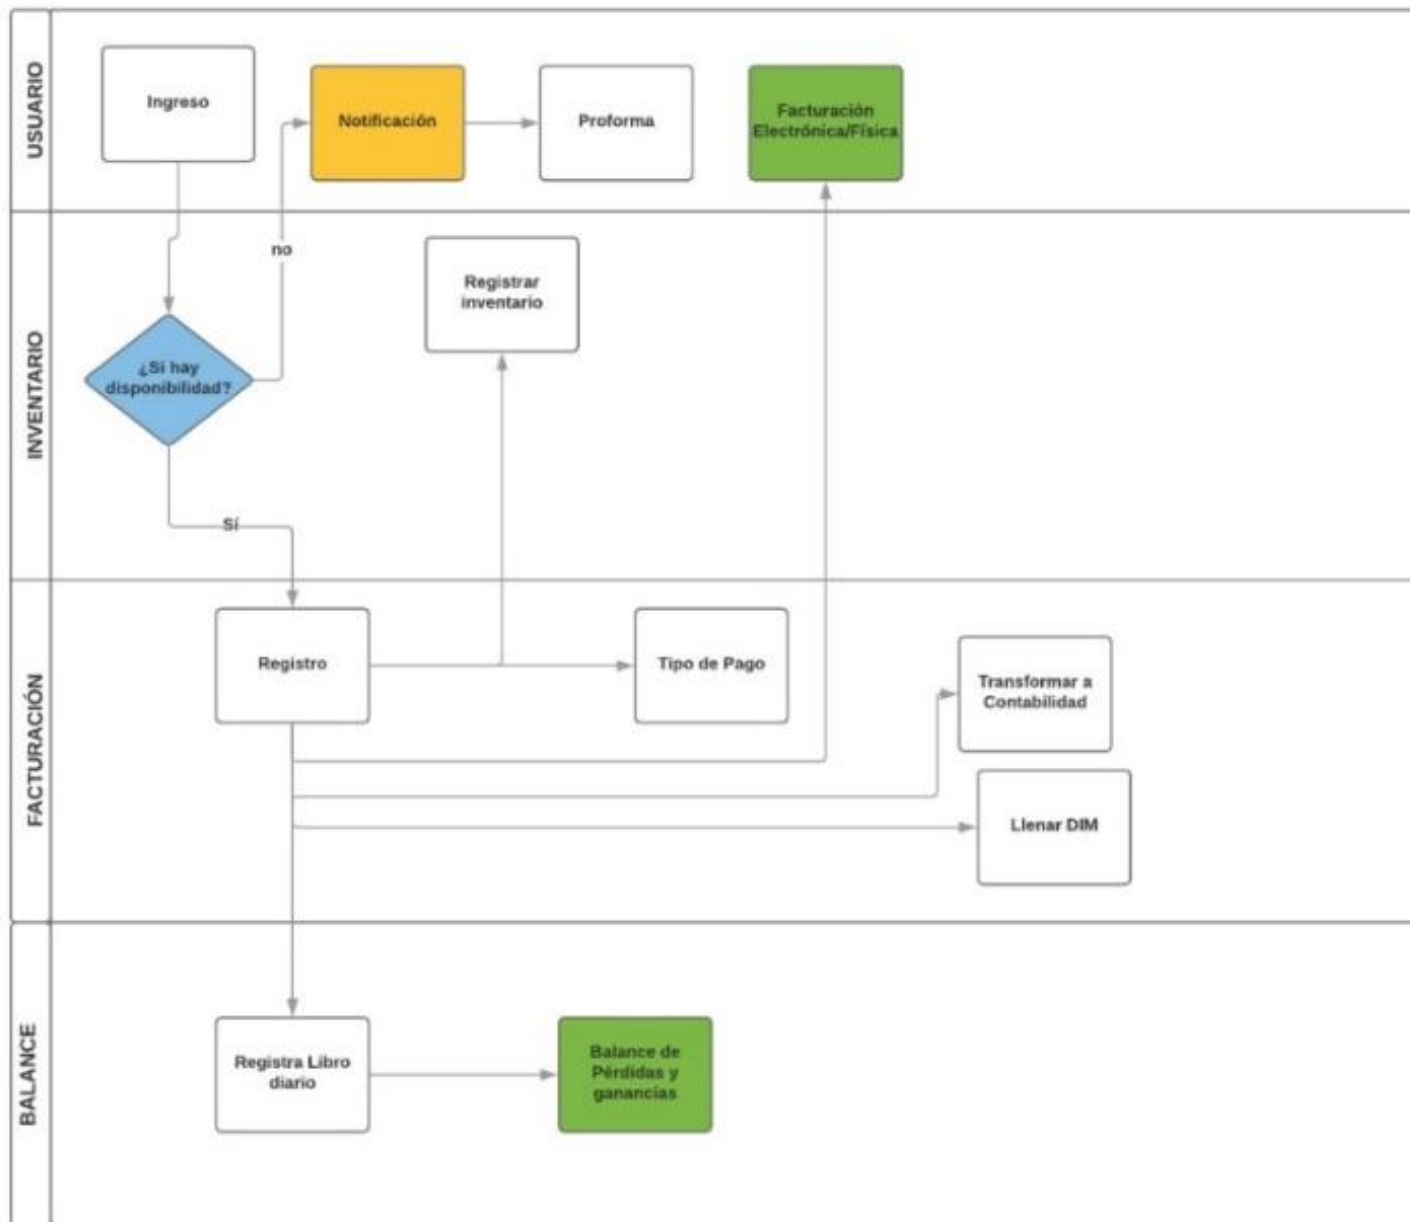 USUARIO
Ingreso
Notificación
Proforma
Facturación
Electrónica/Física
INVENTARIO
no
Registrar
inventario
¿Sí hay
disponibilidad?
Sí
FACTURACIÓN
Registro
Tipo de Pago
Transformar a
Contabilidad
Llenar DIM
BALANCE
Registra Libro
diario
Balance de
Pérdidas y
ganancias